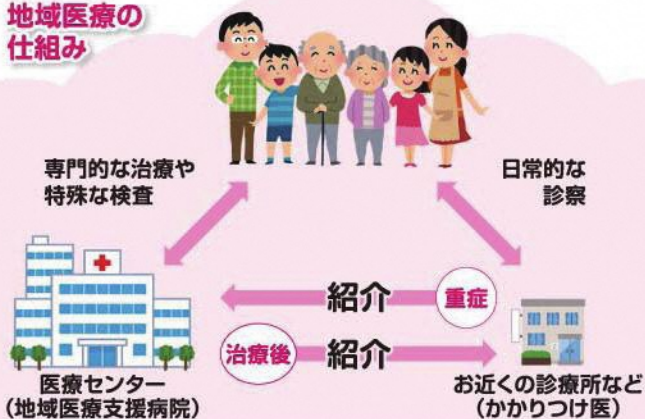 地域医療の
仕組み
専門的な治療や
特殊な検査
日常的な
診察
紹介
重症
治療後
紹介
医療センター
(地域医療支援病院)
お近くの診療所など
(かかりつけ医)